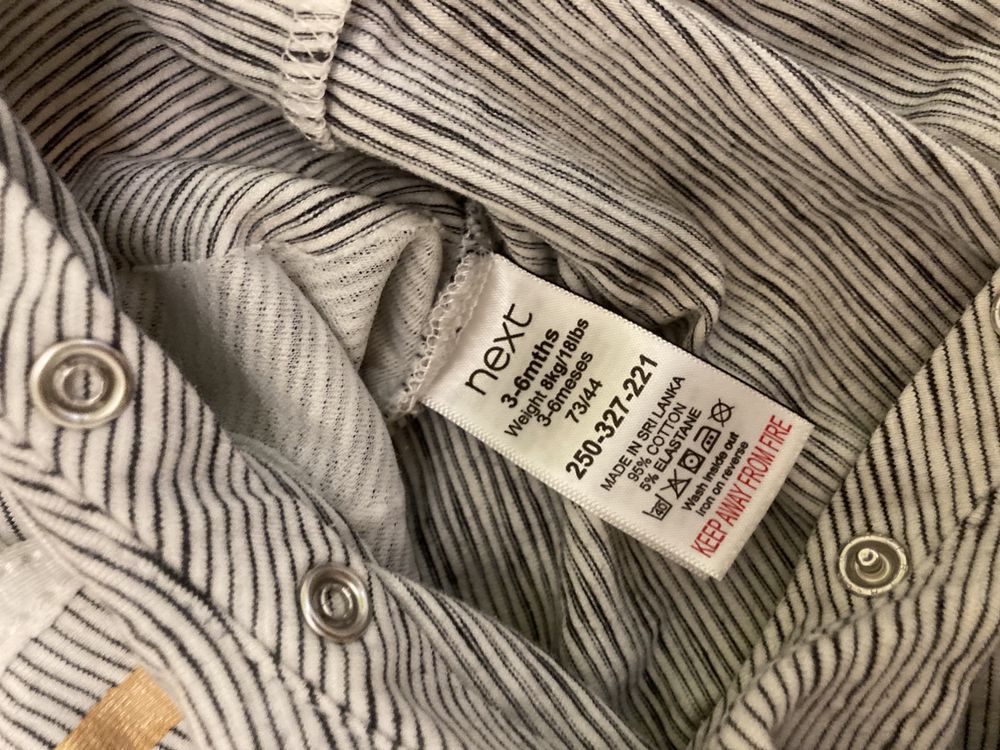 next
3-6mths
Weight 8kg/18lbs
3-6meses
73/44
250-327-221
MADE IN SRI LANKA
95% COTTON
5% ELASTANE
40
Wash inside out
iron on reverse
KEEP AWAY FROM FIRE